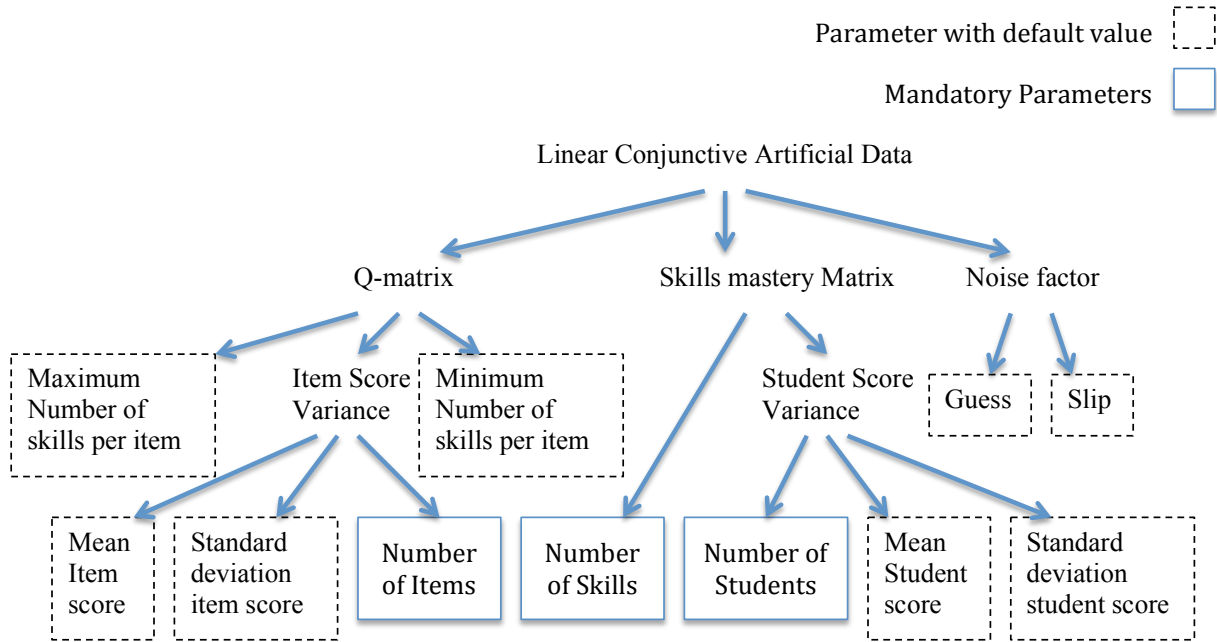 Parameter with default value
Mandatory Parameters
Linear Conjunctive Artificial Data
Q-matrix
Skills mastery Matrix
Noise factor
Maximum
Number of
skills per item
Item Score
Variance
Minimum
Number of
skills per item
Student Score
Variance
Guess
Slip
Mean
Item
score
Standard
deviation
item score
Number
of Items
Number
of Skills
Number of
Students
Mean
Student
score
Standard
deviation
student score